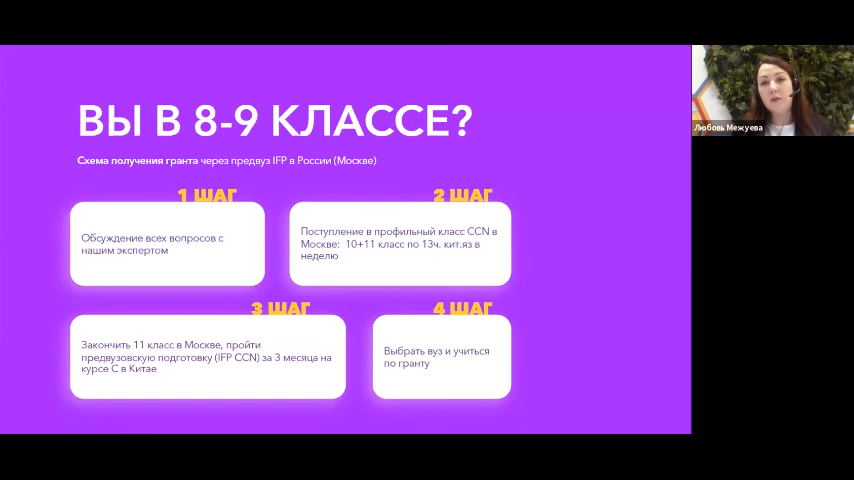 ВЫ В 8-9 КЛАССЕ?
Схема получения гранта через предвуз IFP в России (Москве)
1 ШАГ
Обсуждение всех вопросов с
нашим экспертом
2 ШАГ
Поступление в профильный класс CCN в
Москве: 10+11 класс по 13ч. кит.яз в
неделю
3 ШАГ
Закончить 11 класс в Москве, пройти
предвузовскую подготовку (IFP CCN) за 3 месяца на
курсе С в Китае
4 ШАГ
Выбрать вуз и учиться
по гранту
Любовь Межуева